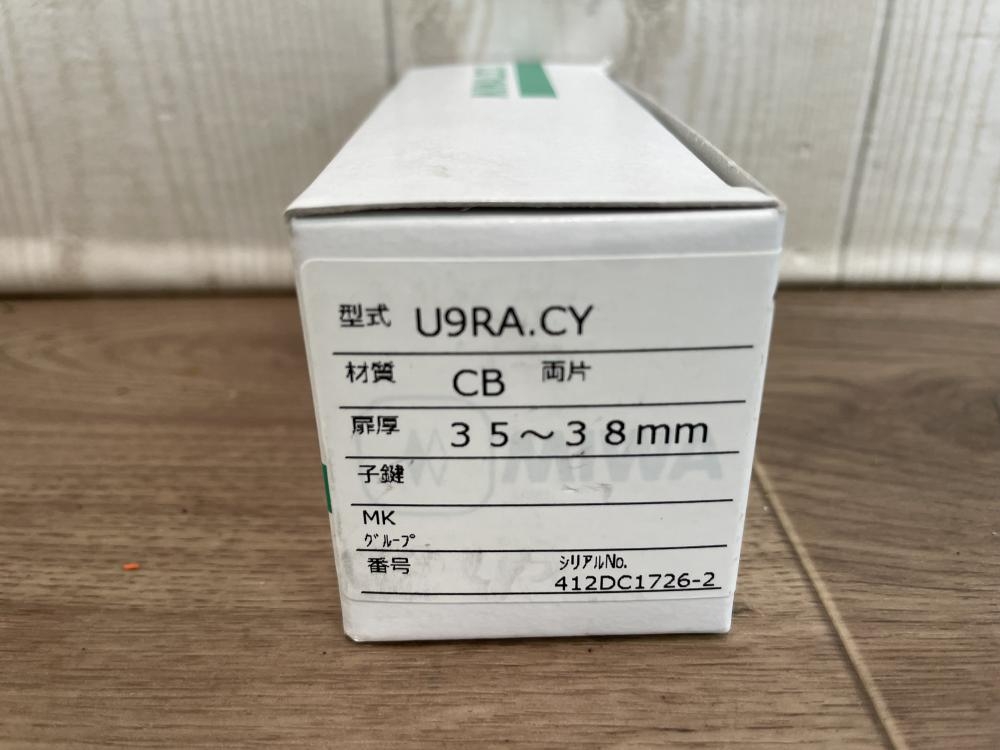 型式 U9RA.CY
材質 CB 両片
扉厚 35～38mm
子鍵
MK
グループ
番号 シリアルNo.
412DC1726-2
MIWA